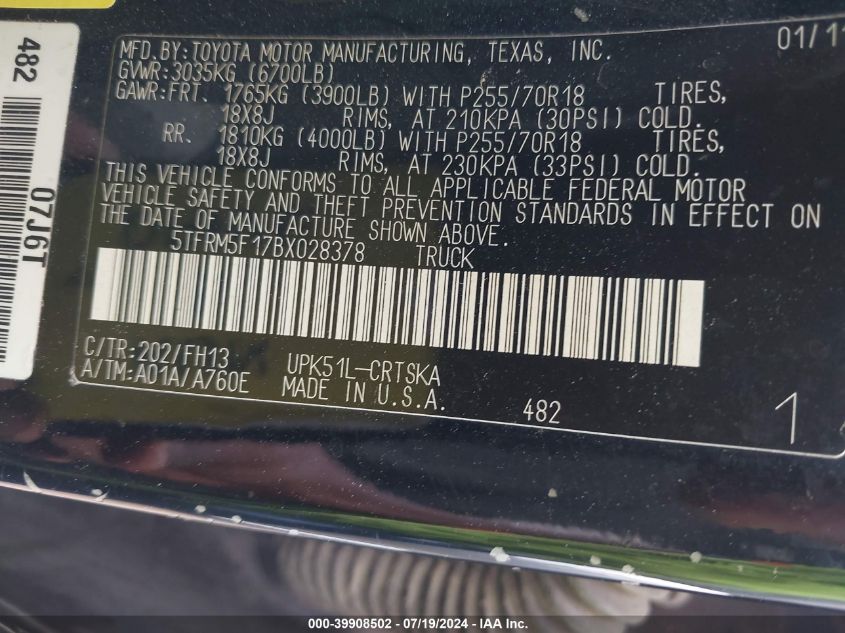 482
07J6T
MFD.BY:TOYOTA MOTOR MANUFACTURING, TEXAS, INC. 01/11
GVWR:3035KG (6700LB)
GAWR:FRT. 1765KG (3900LB) WITH P255/70R18 TIRES,
18X8J RIMS, AT 210KPA (30PSI) COLD.
RR. 1810KG (4000LB) WITH P255/70R18 TIRES,
18X8J RIMS, AT 230KPA (33PSI) COLD.
THIS VEHICLE CONFORMS TO ALL APPLICABLE FEDERAL MOTOR
VEHICLE SAFETY AND THEFT PREVENTION STANDARDS IN EFFECT ON
THE DATE OF MANUFACTURE SHOWN ABOVE.
5TFRM5F17BX028378 TRUCK
C/TR:202/FH13 UPK51L-CRTSKA
A/TM:A01A/A760E MADE IN U.S.A. 482 1
000-39908502 - 07/19/2024 - IAA Inc.